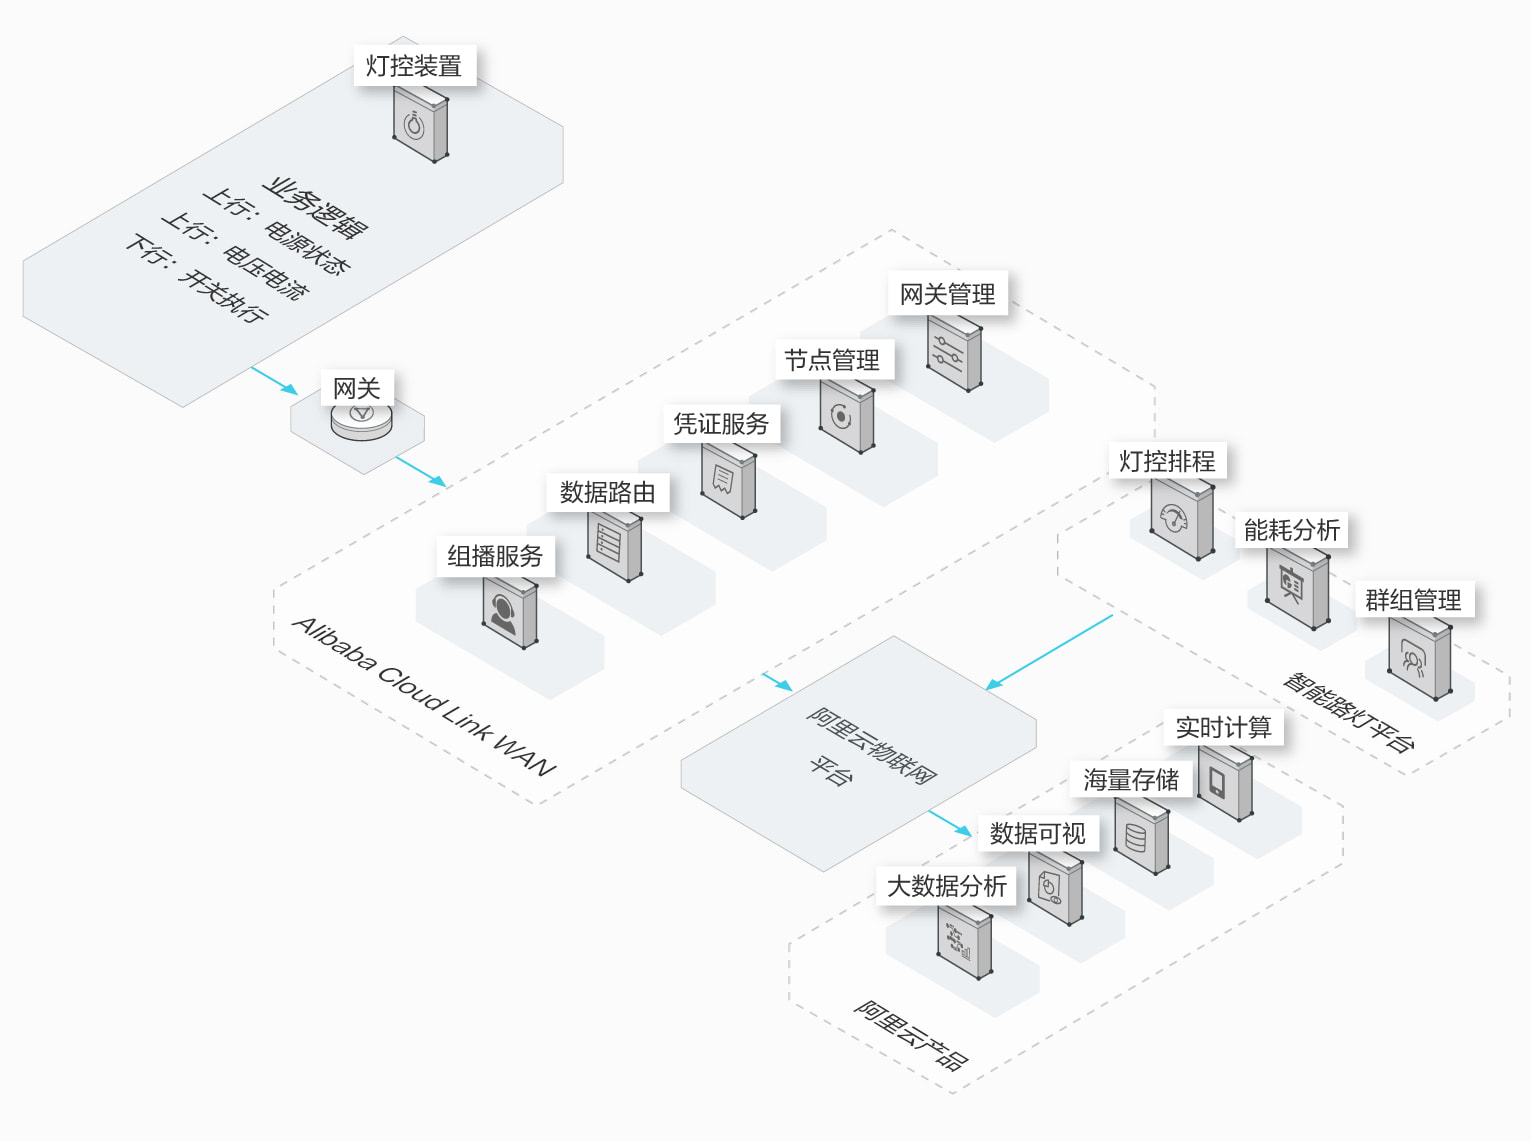 灯控装置
业务逻辑
上行：电源状态
上行：电压电流
下行：开关执行
网关
网关管理
节点管理
凭证服务
数据路由
组播服务
Alibaba Cloud Link WAN
灯控排程
能耗分析
群组管理
智能路灯平台
阿里云物联网
平台
实时计算
海量存储
数据可视
大数据分析
阿里云产品